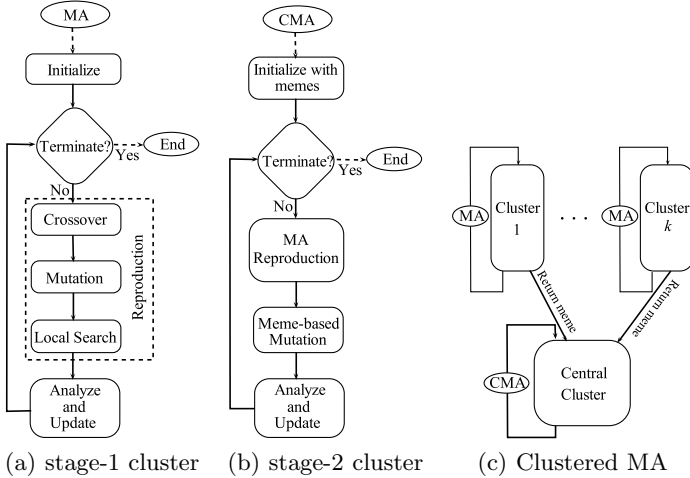 MA
Initialize
Terminate?
Yes
End
No
Crossover
Mutation
Local Search
Reproduction
Analyze
and
Update
(a) stage-1 cluster
CMA
Initialize with
memes
Terminate?
Yes
End
No
MA
Reproduction
Meme-based
Mutation
Analyze
and
Update
(b) stage-2 cluster
MA
Cluster
1
. . .
MA
Cluster
k
Return meme
Return meme
CMA
Central
Cluster
(c) Clustered MA